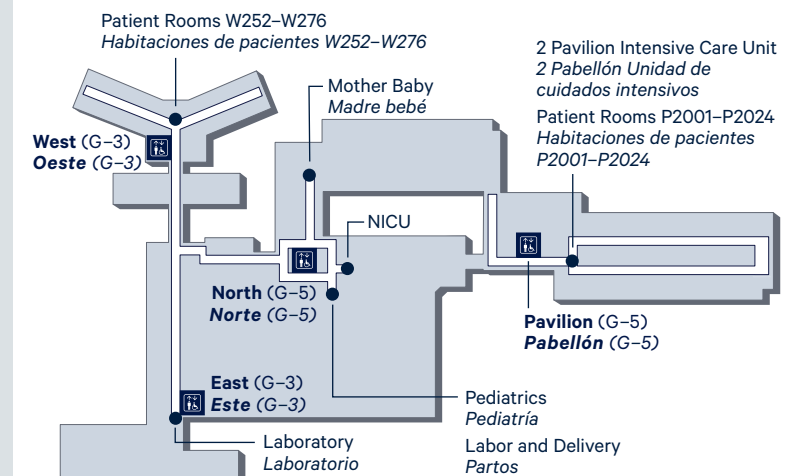 Patient Rooms W252–W276
Habitaciones de pacientes W252–W276
2 Pavilion Intensive Care Unit
2 Pabellón Unidad de
cuidados intensivos
Patient Rooms P2001–P2024
Habitaciones de pacientes
P2001–P2024
Mother Baby
Madre bebé
West (G–3)
Oeste (G–3)
NICU
North (G–5)
Norte (G–5)
Pavilion (G–5)
Pabellón (G–5)
East (G–3)
Este (G–3)
Pediatrics
Pediatría
Laboratory
Laboratorio
Labor and Delivery
Partos